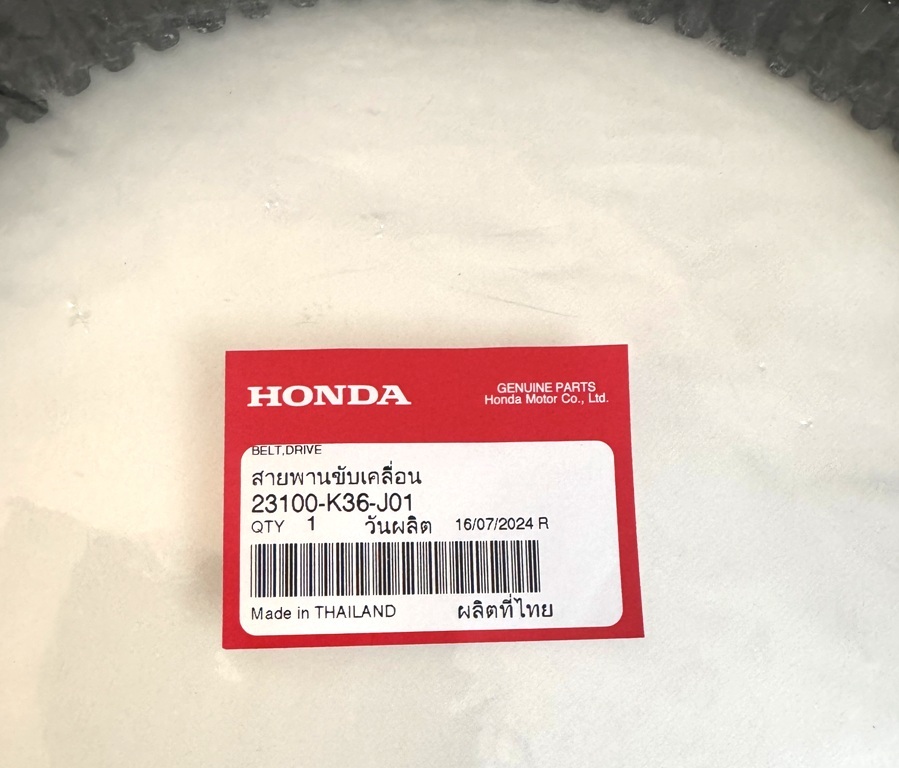 HONDA
GENUINE PARTS
Honda Motor Co., Ltd.
BELT,DRIVE
สายพานขับเคลื่อน
23100-K36-J01
QTY 1 วันผลิต 16/07/2024 R
Made in THAILAND ผลิตที่ไทย